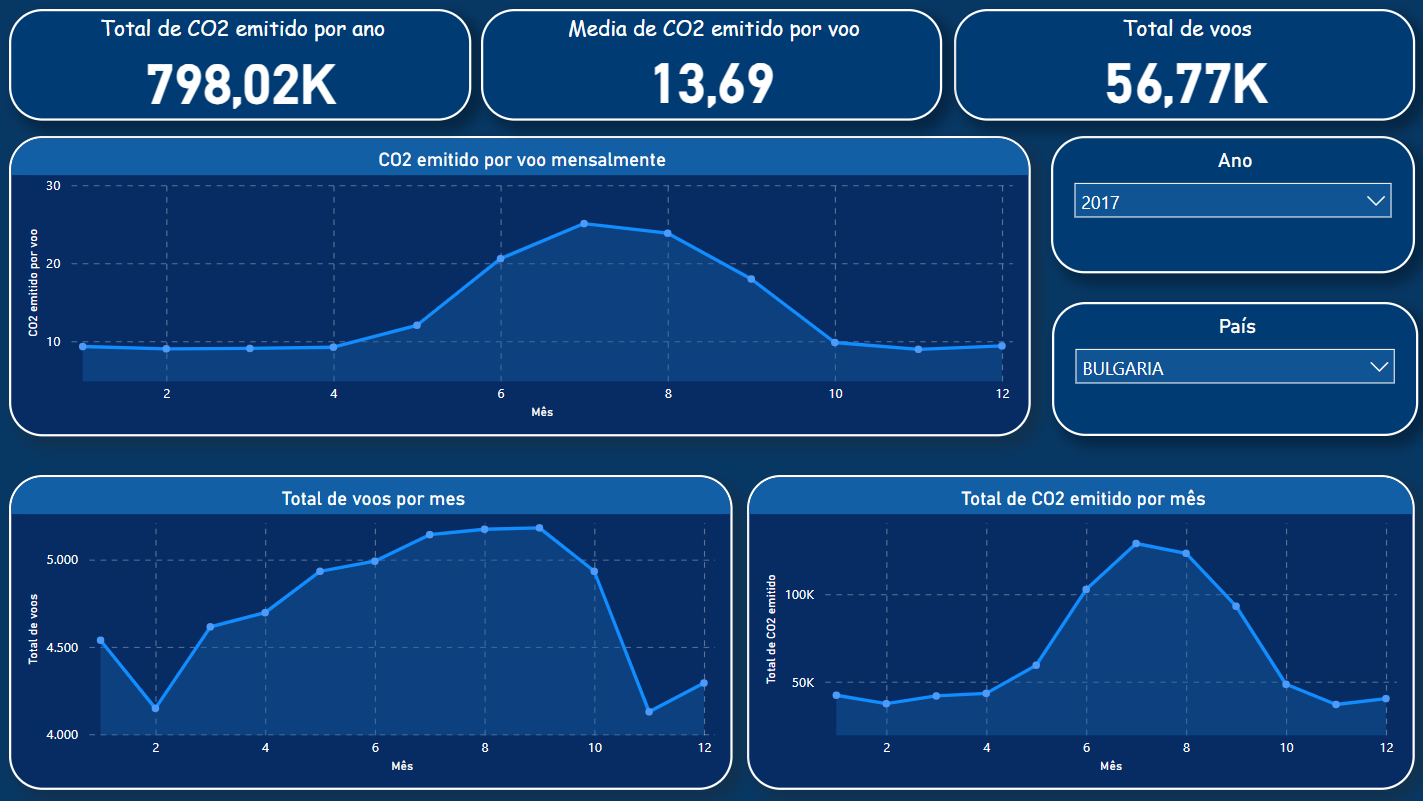 Total de CO2 emitido por ano
798,02K
Media de CO2 emitido por voo
13,69
Total de voos
56,77K
CO2 emitido por voo mensalmente
CO2 emitido por voo
30
20
10
2
4
6
8
10
12
Mês
Ano
2017
País
BULGARIA
Total de voos por mes
Total de voos
5.000
4.500
4.000
2
4
6
8
10
12
Mês
Total de CO2 emitido por mês
Total de CO2 emitido
100K
50K
2
4
6
8
10
12
Mês